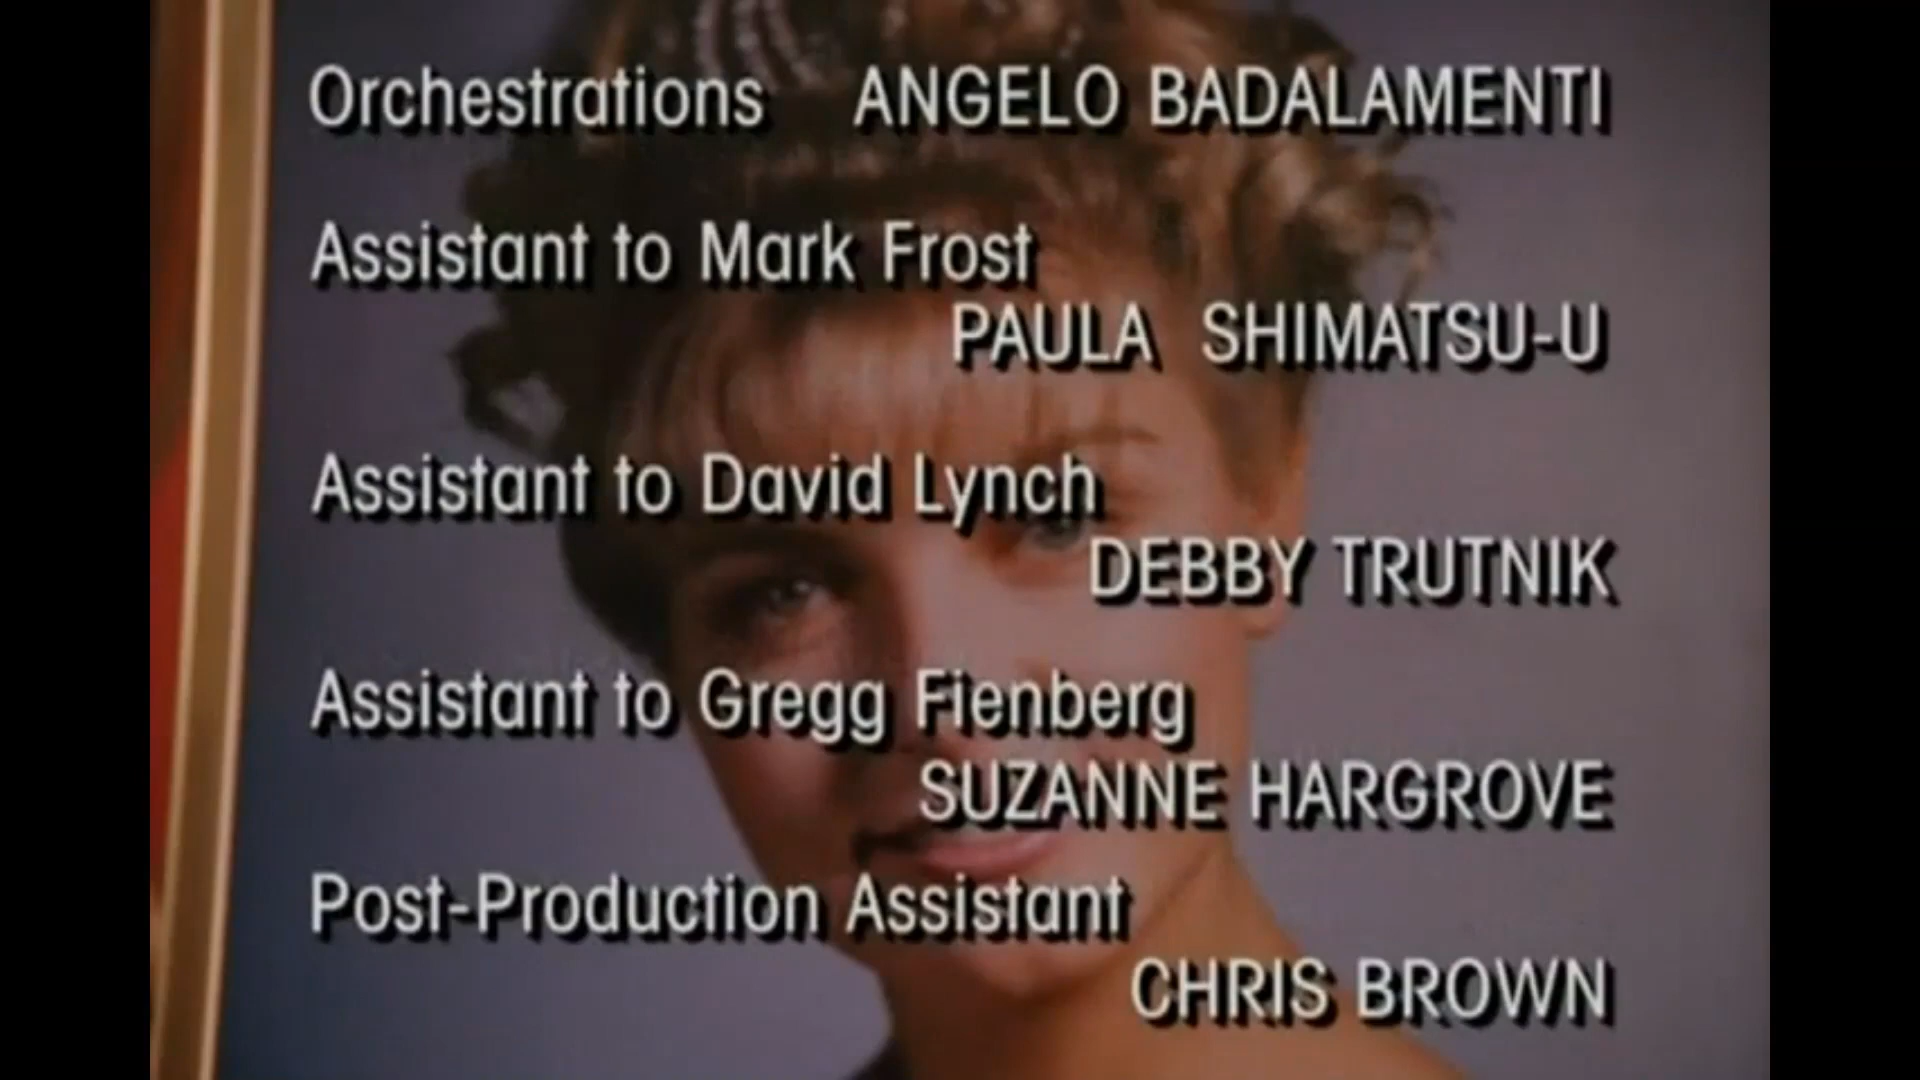 Orchestrations ANGELO BADALAMENTI
Assistant to Mark Frost
PAULA SHIMATSU-U
Assistant to David Lynch
DEBBY TRUTNIK
Assistant to Gregg Fienberg
SUZANNE HARGROVE
Post-Production Assistant
CHRIS BROWN